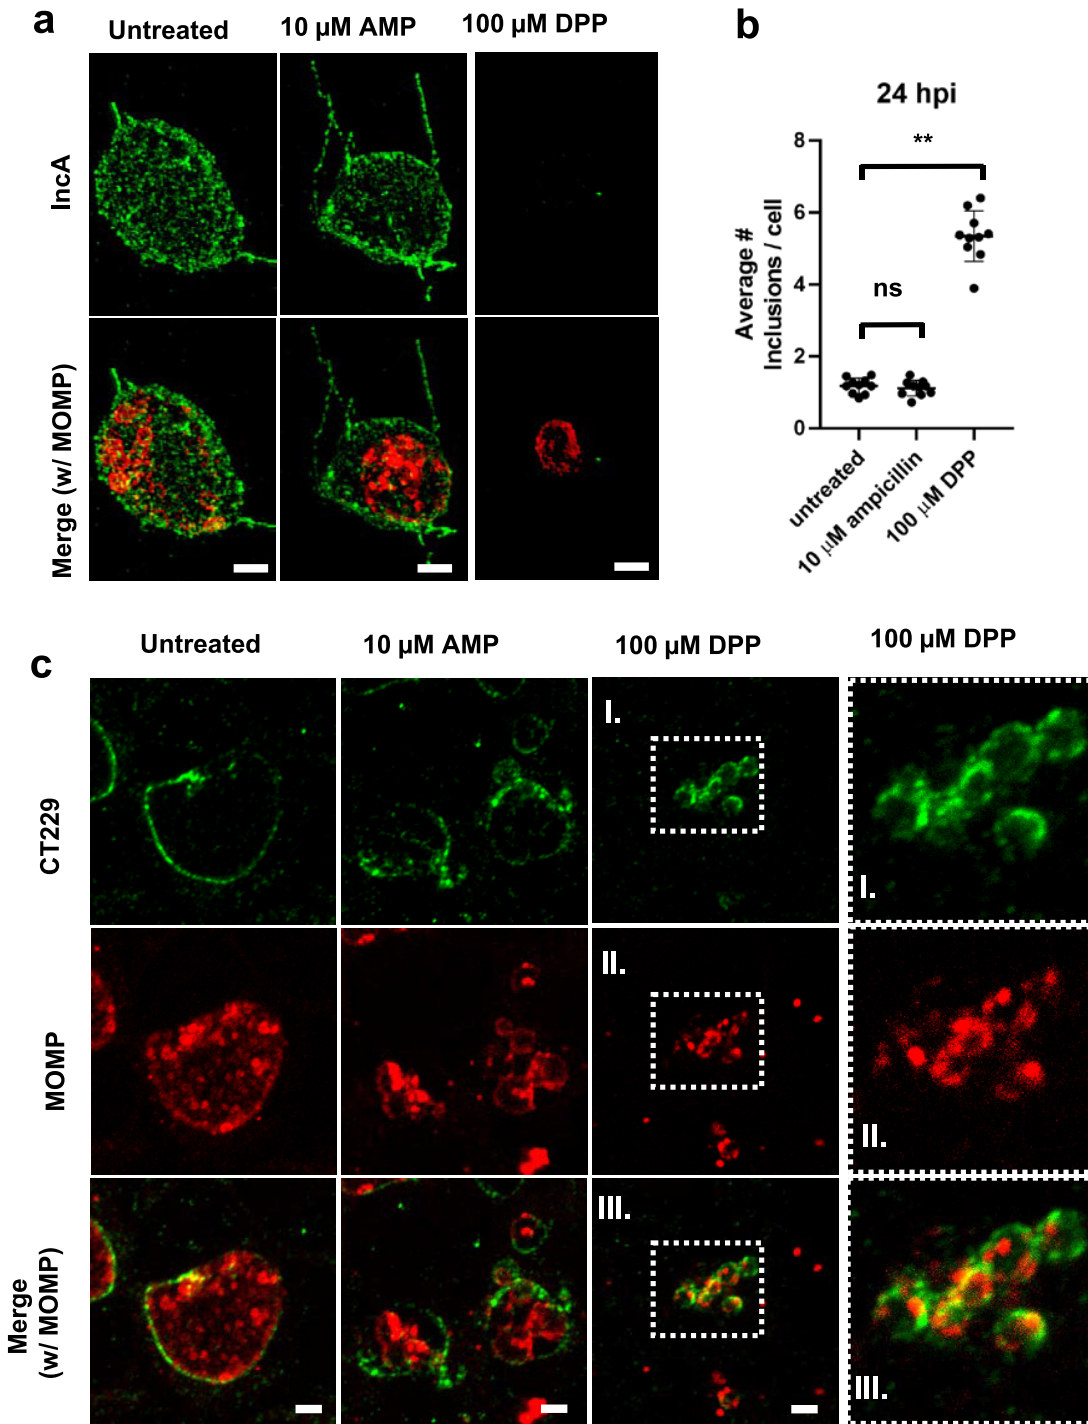 a
Untreated
10 µM AMP
100 µM DPP
IncA
Merge (w/ MOMP)
b
24 hpi
**
ns
8
6
4
2
0
Average #
Inclusions / cell
untreated
10 µM ampicillin
100 µM DPP
c
Untreated
10 µM AMP
100 µM DPP
100 µM DPP
CT229
I.
I.
MOMP
II.
II.
Merge
(w/ MOMP)
III.
III.